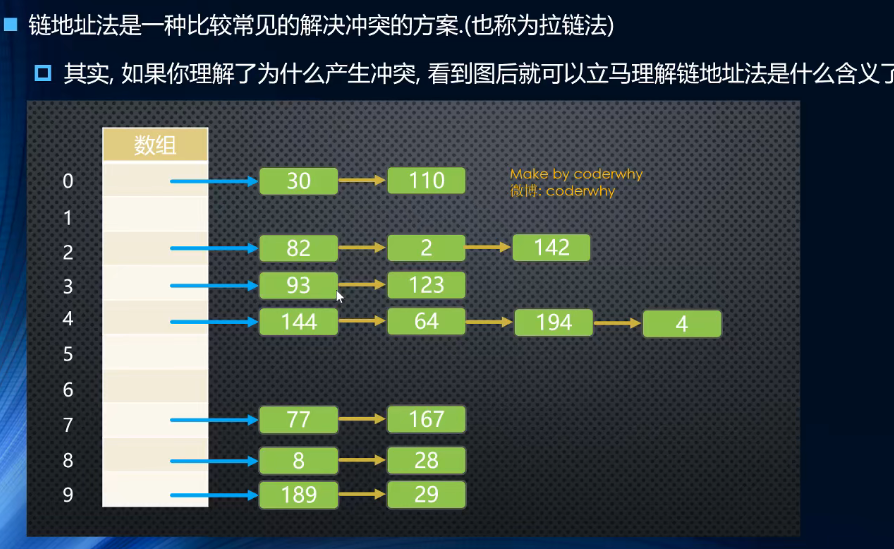 链地址法是一种比较常见的解决冲突的方案.(也称为拉链法)
其实, 如果你理解了为什么产生冲突, 看到图后就可以立马理解链地址法是什么含义了
数组
0 30 110
Make by coderwhy
微博: coderwhy
1
2 82 2 142
3 93 123
4 144 64 194 4
5
6
7 77 167
8 8 28
9 189 29